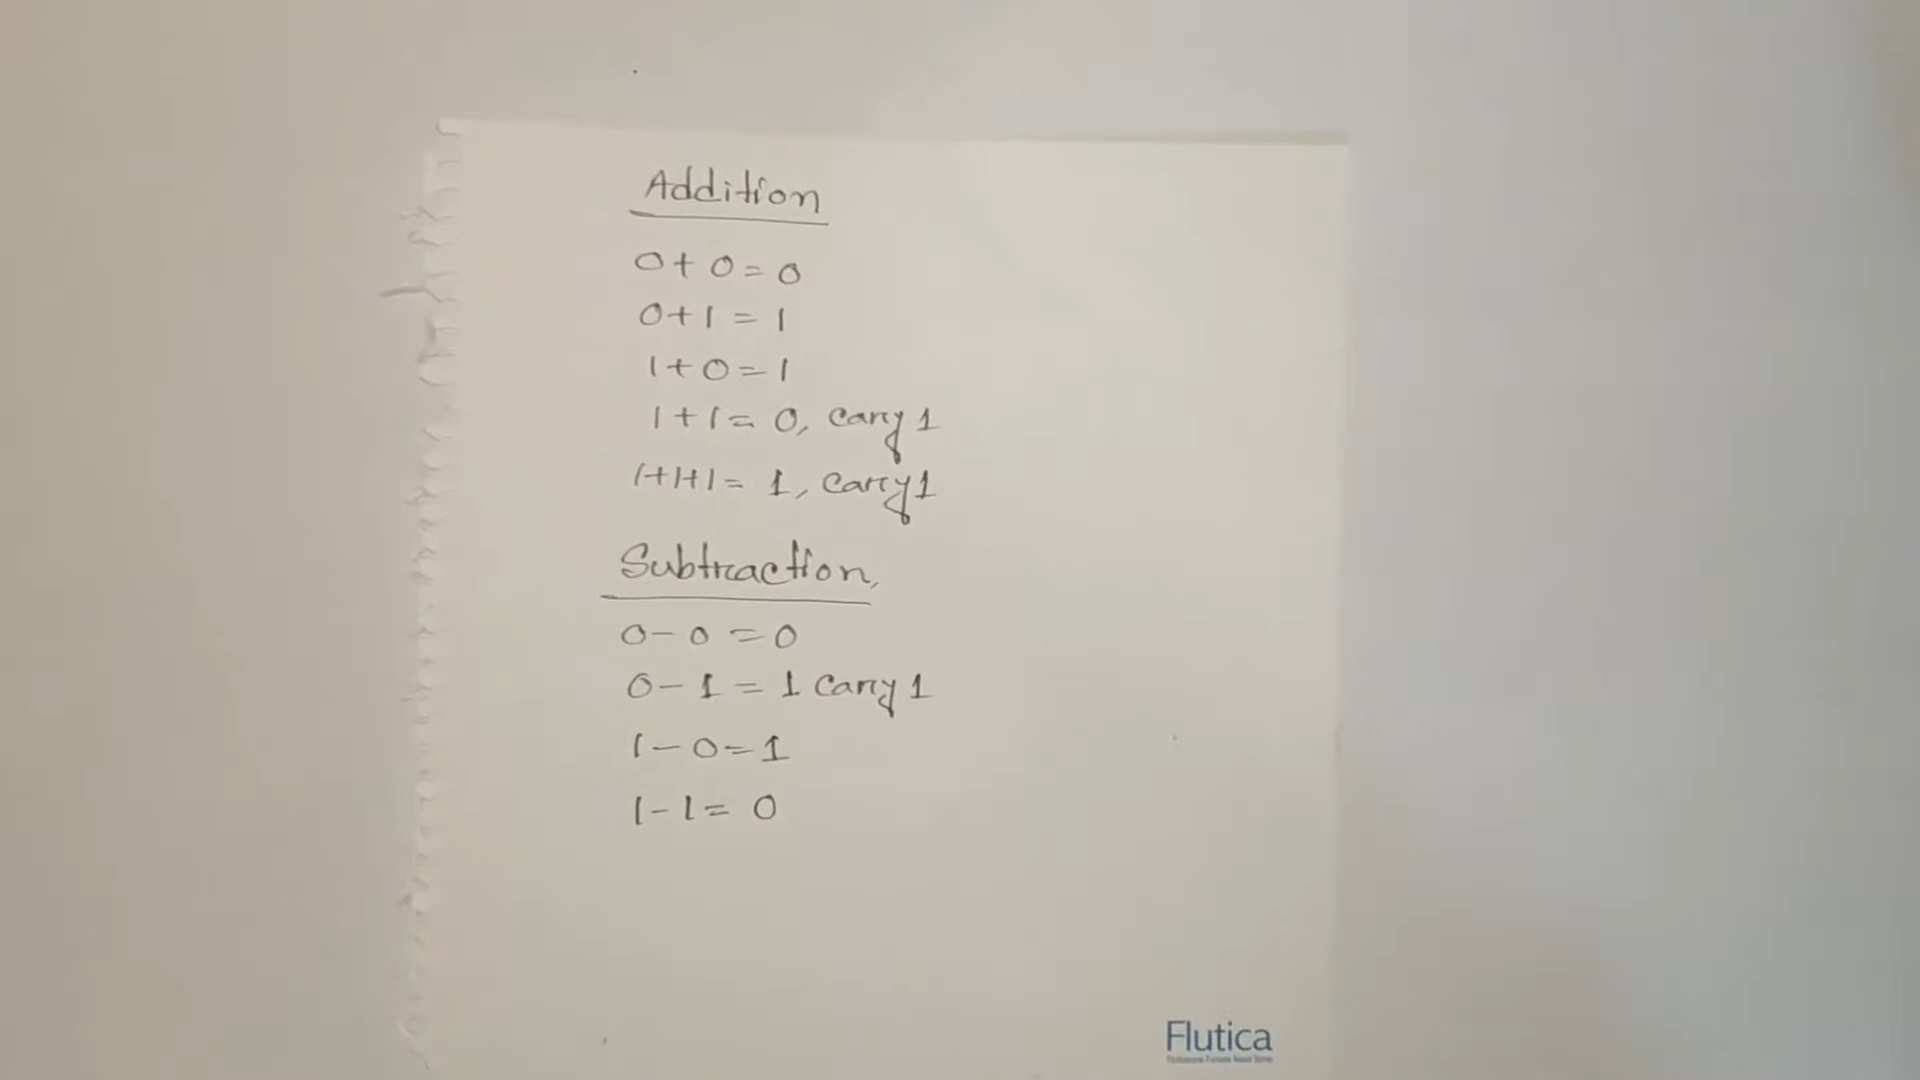 Addition
0+0=0
0+1=1
1+0=1
1+1=0, Carry 1
1+1+1=1, Carry 1
Subtraction,
0-0=0
0-1=1 Carry 1
1-0=1
1-1=0
Flutica